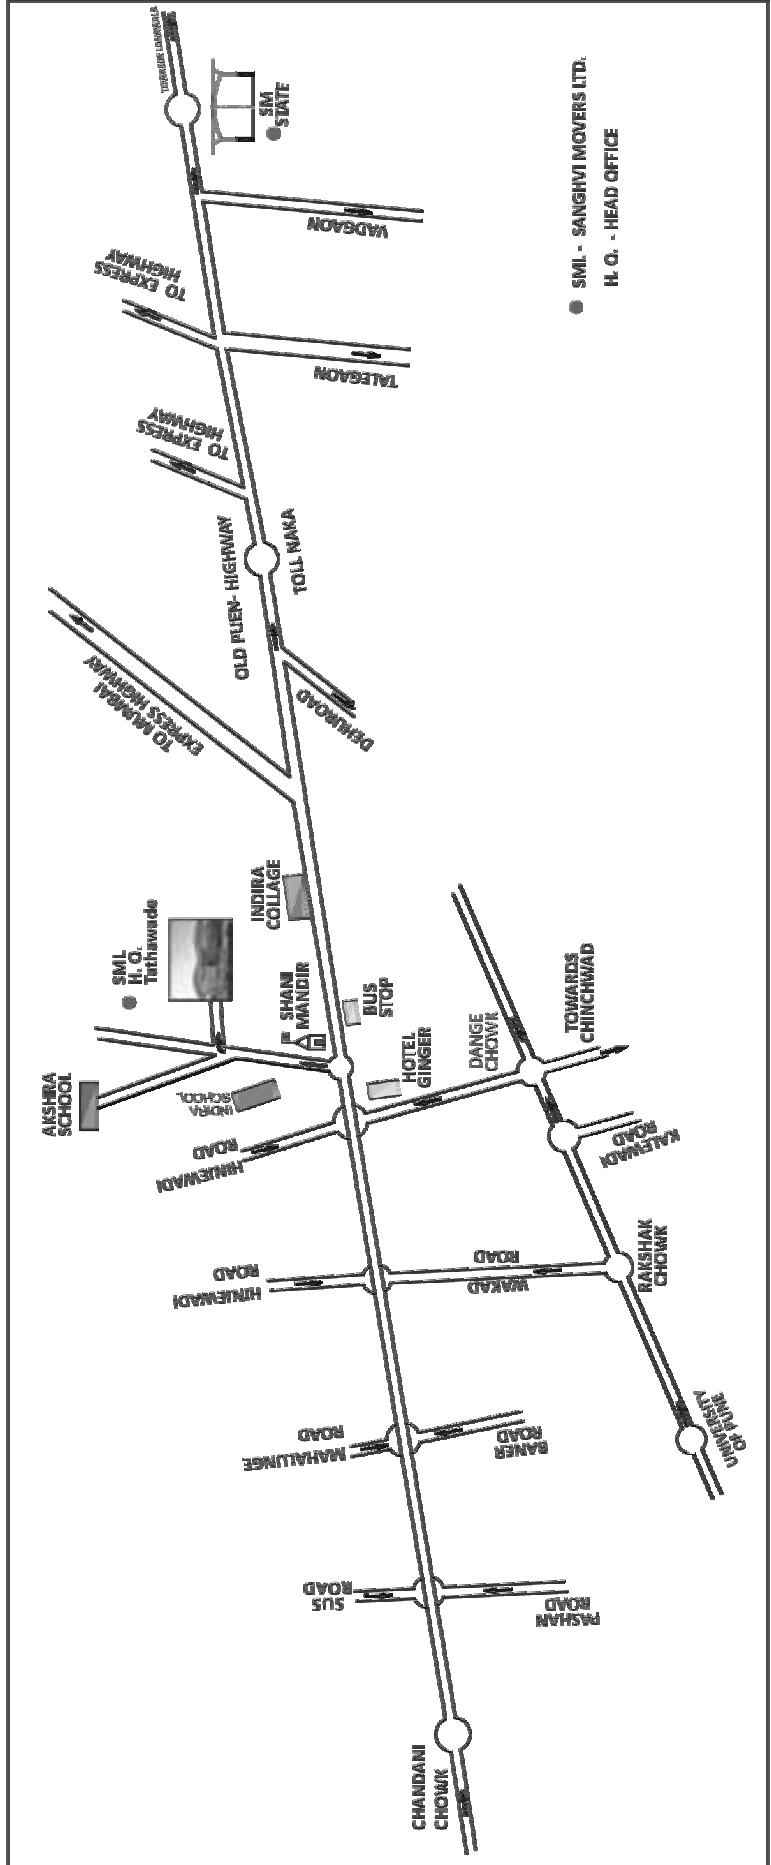 SM
STATE
VADGAON
TO EXPRESS
HIGHWAY
TALEGAON
TO EXPRESS
HIGHWAY
OLD PUEN- HIGHWAY
TOLL NAKA
TO MUMBAI
EXPRESS HIGHWAY
DEHUROAD
INDIRA
COLLAGE
SML
H. O.
Tathawade
SHANI
MANDIR
BUS
STOP
AKSHRA
SCHOOL
INDIRA
SCHOOL
HOTEL
GINGER
DANGE
CHOWK
TOWARDS
CHINCHWAD
HINJEWADI
ROAD
KALEWADI
ROAD
HINJEWADI
ROAD
WAKAD
ROAD
RAKSHAK
CHOWK
MAHALUNGE
ROAD
BANER
ROAD
UNIVERSITY
OF PUNE
SUS
ROAD
PASHAN
ROAD
CHANDANI
CHOWK
SML - SANGHVI MOVERS LTD.
H. O. - HEAD OFFICE